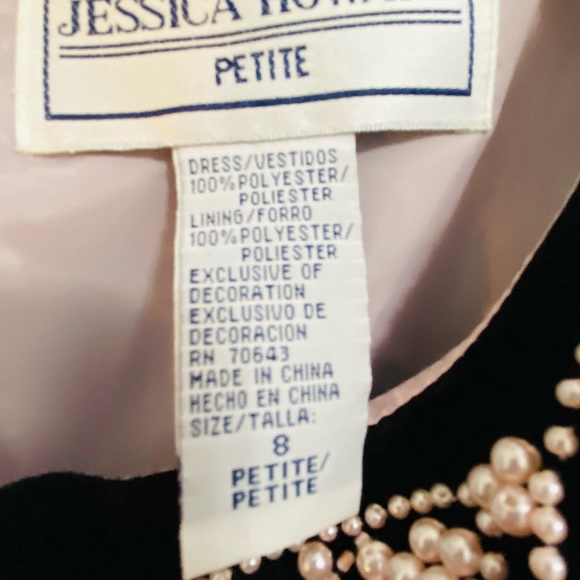 JESSICA
PETITE
DRESS/VESTIDOS
100% POLYESTER/
POLIESTER
LINING/FORRO
100% POLYESTER/
POLIESTER
EXCLUSIVE OF
DECORATION
EXCLUSIVO DE
DECORACION
RN 70643
MADE IN CHINA
HECHO EN CHINA
SIZE/TALLA:
8
PETITE/
PETITE